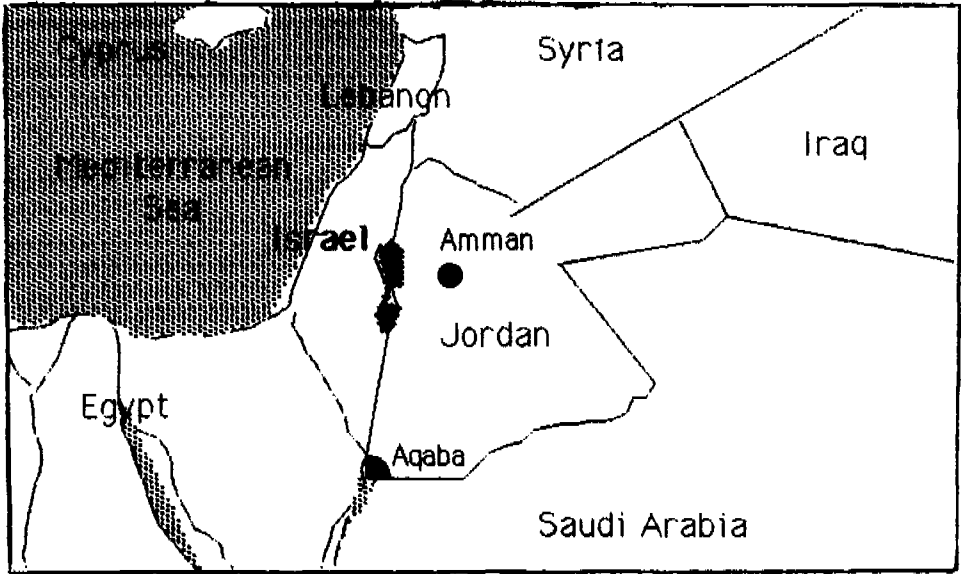 Cyprus
Syria
Lebanon
Iraq
Mediterranean
Sea
Israel
Amman
Jordan
Egypt
Aqaba
Saudi Arabia